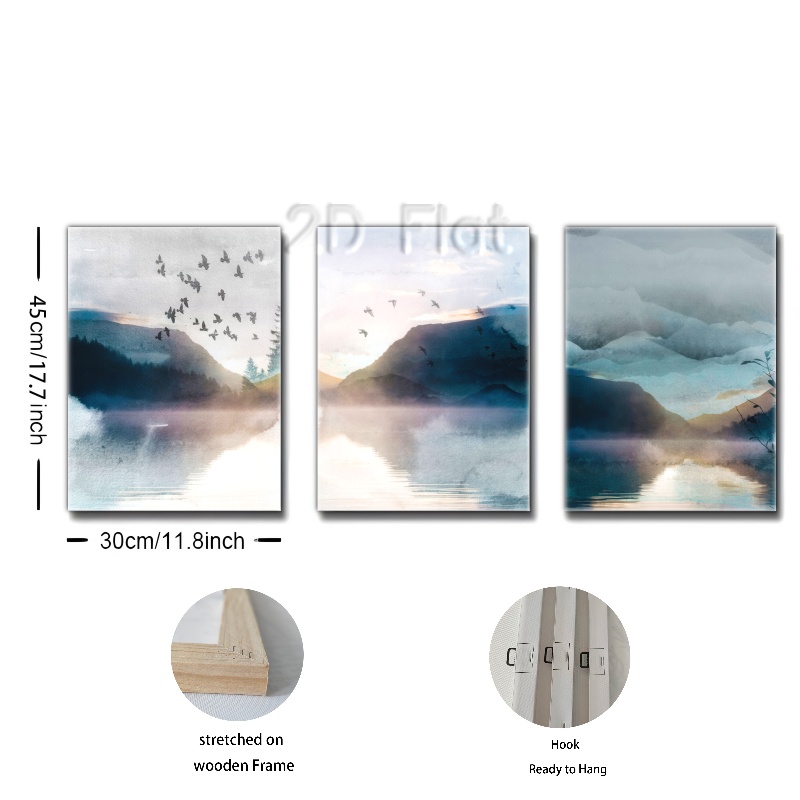 2D Flat
45cm/17.7inch
30cm/11.8inch
stretched on
wooden Frame
Hook
Ready to Hang